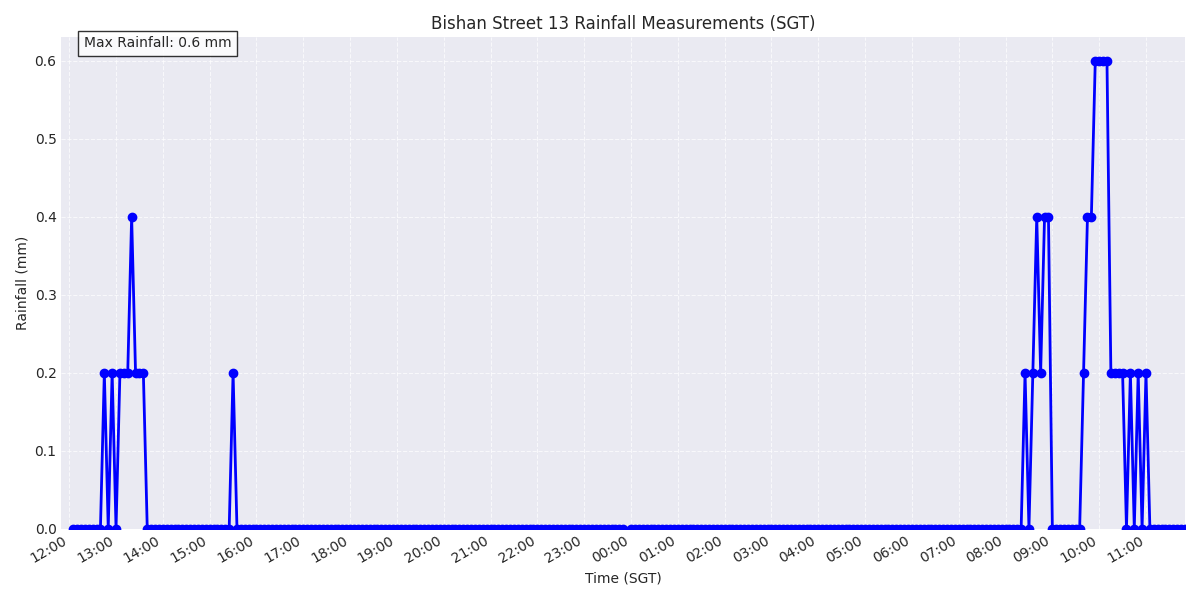 Bishan Street 13 Rainfall Measurements (SGT)
Max Rainfall: 0.6 mm
0.6
0.5
0.4
0.3
0.2
0.1
0.0
Rainfall (mm)
12:00 13:00 14:00 15:00 16:00 17:00 18:00 19:00 20:00 21:00 22:00 23:00 00:00 01:00 02:00 03:00 04:00 05:00 06:00 07:00 08:00 09:00 10:00 11:00
Time (SGT)